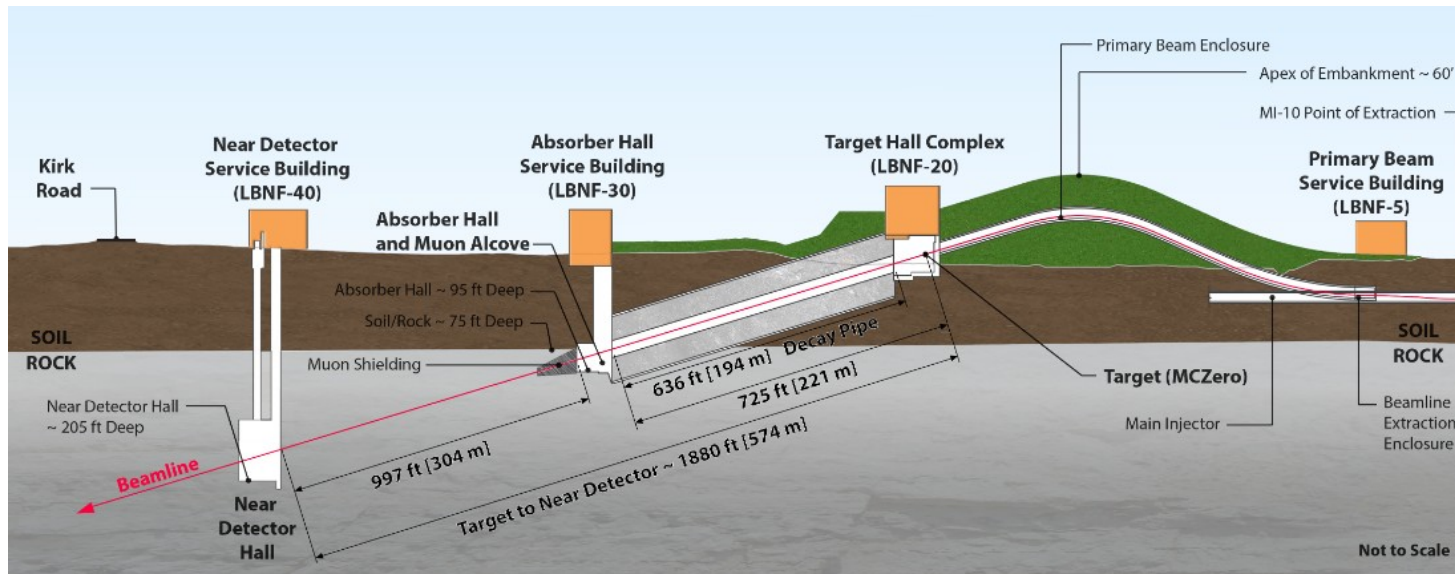 Primary Beam Enclosure
Apex of Embankment ~ 60'
MI-10 Point of Extraction
Kirk
Road
Near Detector
Service Building
(LBNF-40)
Absorber Hall
Service Building
(LBNF-30)
Target Hall Complex
(LBNF-20)
Primary Beam
Service Building
(LBNF-5)
Absorber Hall
and Muon Alcove
Absorber Hall ~ 95 ft Deep
Soil/Rock ~ 75 ft Deep
SOIL
ROCK
Muon Shielding
SOIL
ROCK
636 ft [194 m] Decay Pipe
725 ft [221 m]
Target (MCZero)
Main Injector
Beamline
Extraction
Enclosure
Near Detector Hall
~ 205 ft Deep
997 ft [304 m]
Target to Near Detector ~ 1880 ft [574 m]
Beamline
Near
Detector
Hall
Not to Scale